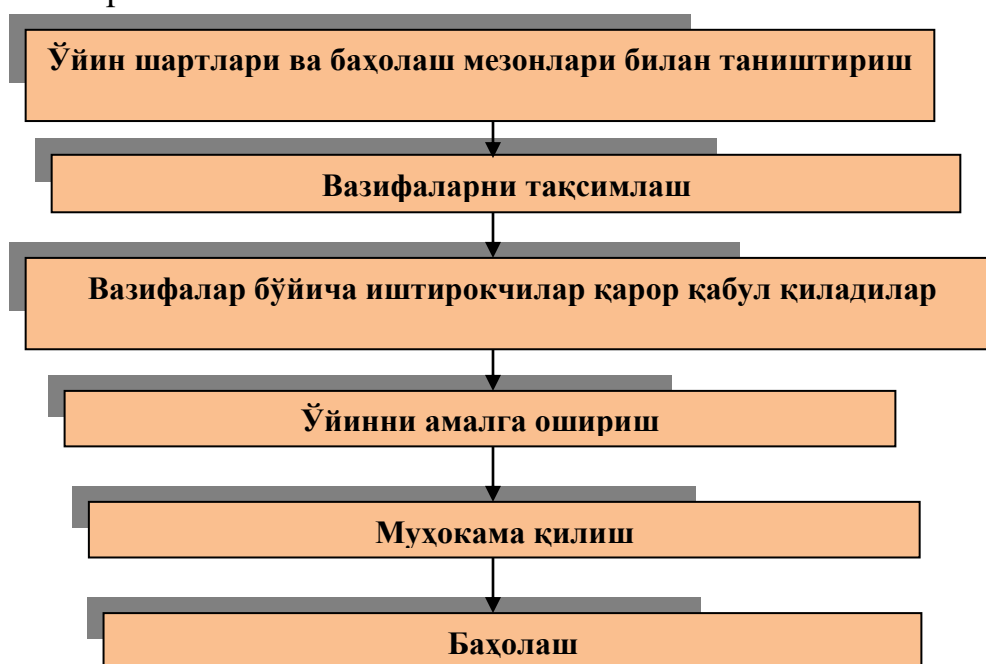 Ўйин шартлари ва баҳолаш мезонлари билан таништириш
Вазифаларни тақсимлаш
Вазифалар бўйича иштирокчилар қарор қабул қиладилар
Ўйинни амалга ошириш
Муҳокама қилиш
Баҳолаш